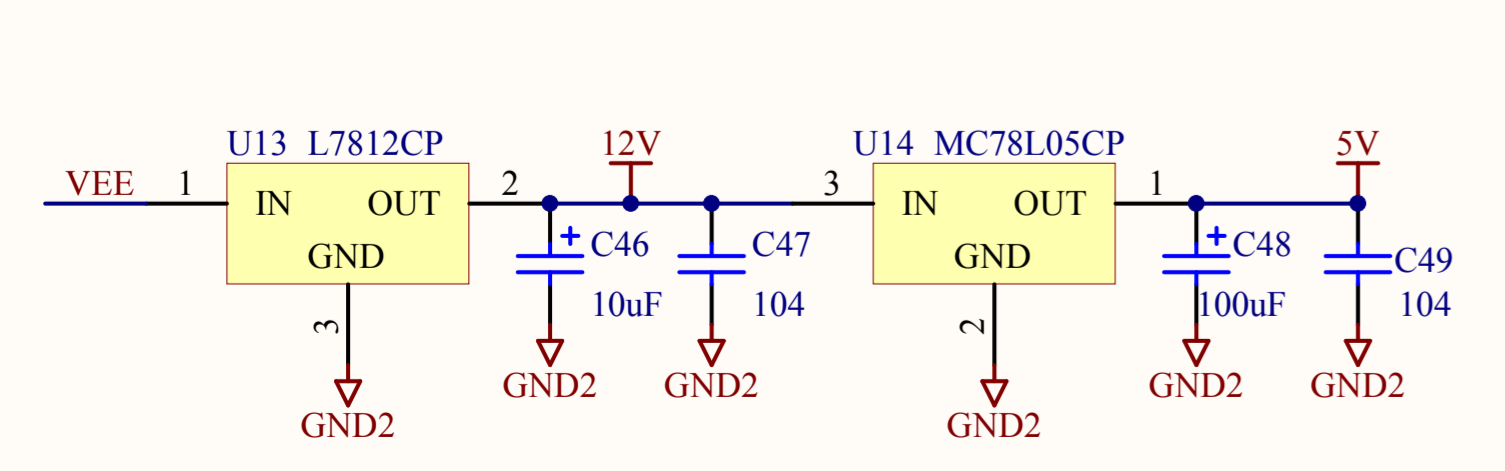 U13 L7812CP
12V
U14 MC78L05CP
5V
VEE
1
IN
OUT
2
3
IN
OUT
1
+
C46
C47
+
C48
C49
GND
GND
10uF
104
100uF
104
3
2
GND2
GND2
GND2
GND2
GND2
GND2